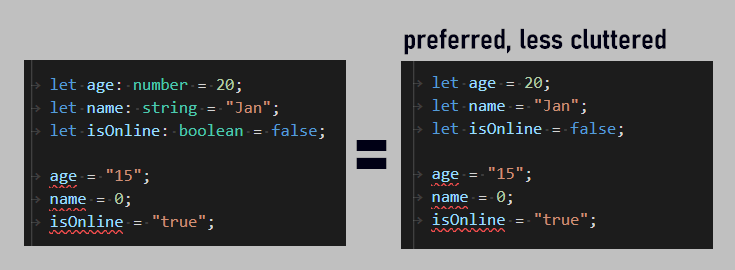 preferred, less cluttered
let age: number = 20;
let name: string = "Jan";
let isOnline: boolean = false;
age = "15";
name = 0;
isOnline = "true";
=
let age = 20;
let name = "Jan";
let isOnline = false;
age = "15";
name = 0;
isOnline = "true";